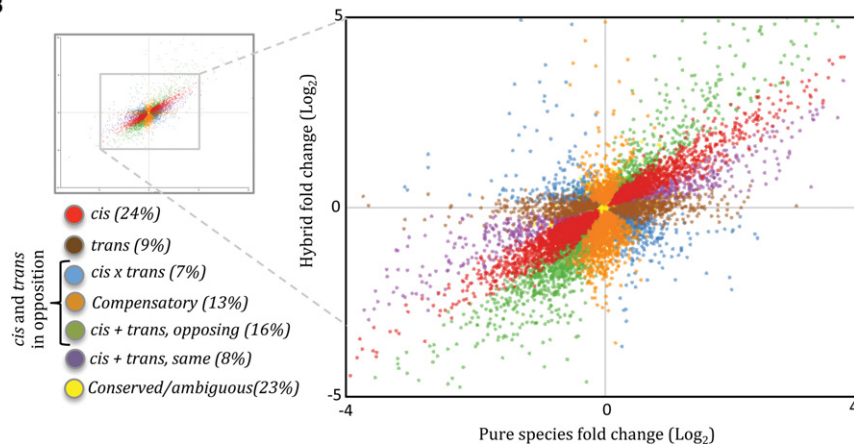 5
Hybrid fold change (Log2)
0
-5
-4
0
4
Pure species fold change (Log2)
cis (24%)
trans (9%)
cis and trans
in opposition
cis x trans (7%)
Compensatory (13%)
cis + trans, opposing (16%)
cis + trans, same (8%)
Conserved/ambiguous(23%)